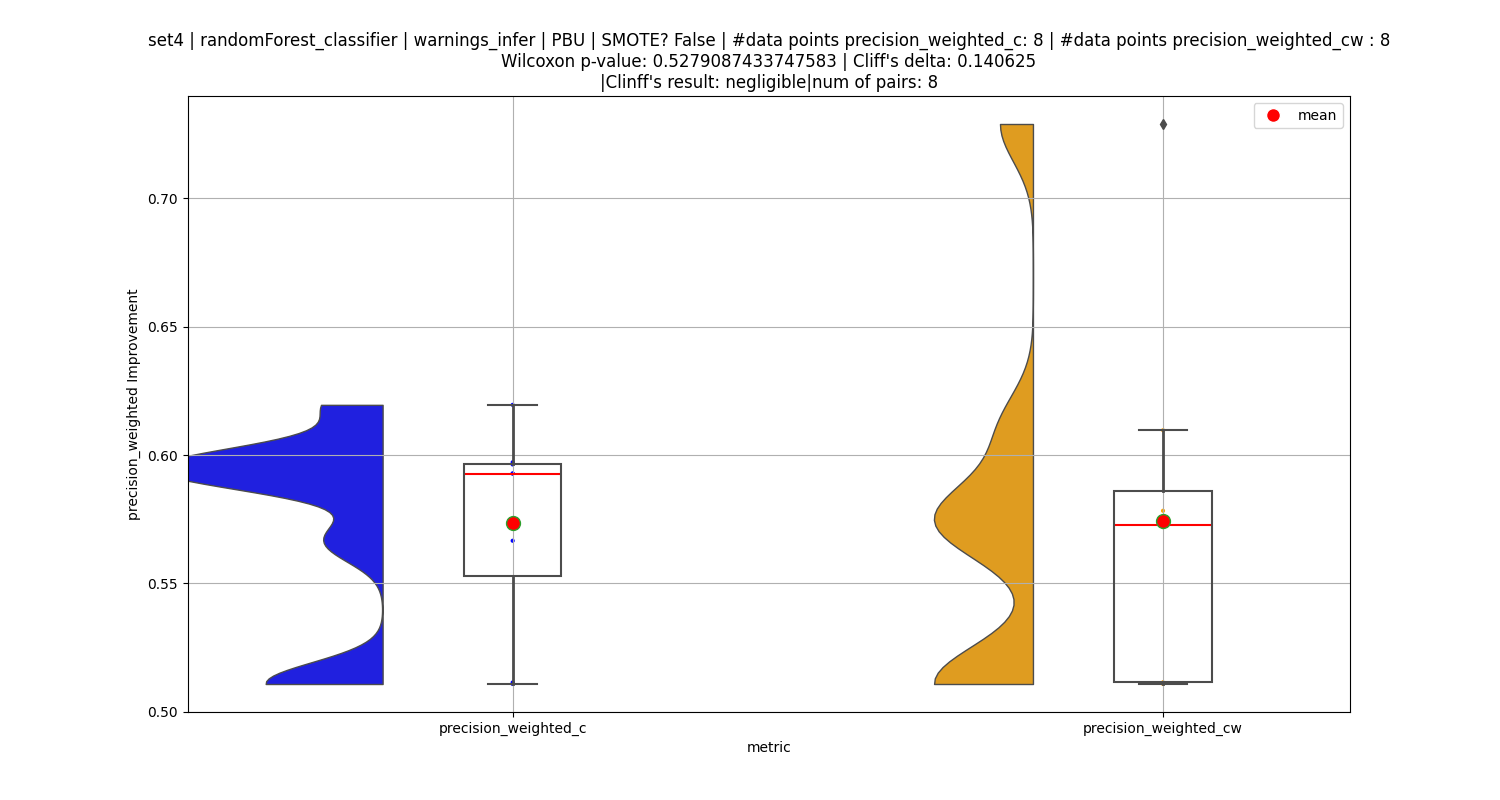 set4 | randomForest_classifier | warnings_infer | PBU | SMOTE? False | #data points precision_weighted_c: 8 | #data points precision_weighted_cw : 8
Wilcoxon p-value: 0.5279087433747583 | Cliff's delta: 0.140625
|Clinff's result: negligible|num of pairs: 8
mean
0.70
0.65
0.60
0.55
0.50
precision_weighted Improvement
precision_weighted_c
precision_weighted_cw
metric